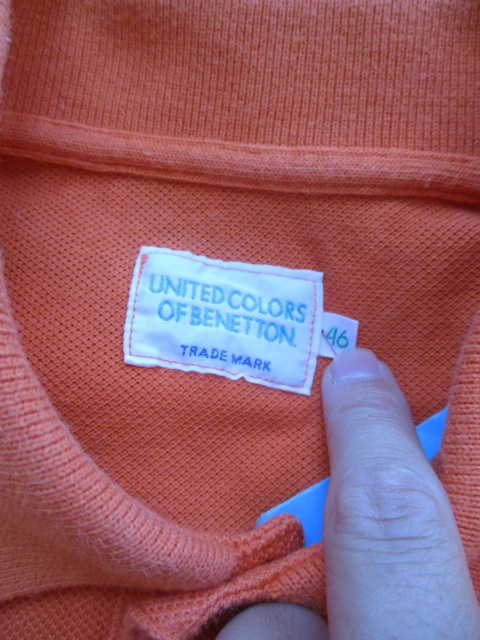 UNITED COLORS
OF BENETTON.
TRADE MARK
46